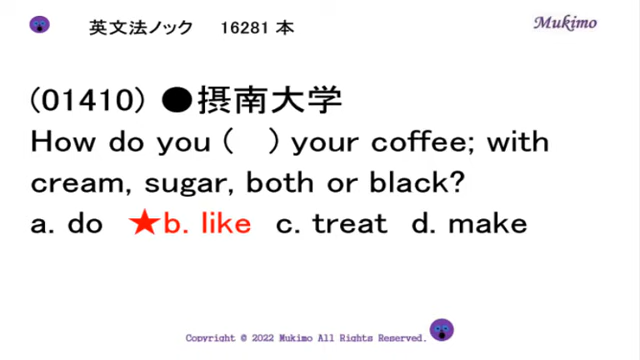 英文法ノック 16281 本
Mukimo
(01410) ●摂南大学
How do you ( ) your coffee; with
cream, sugar, both or black?
a. do ★b. like c. treat d. make
Copyright @ 2022 Mukimo All Rights Reserved.